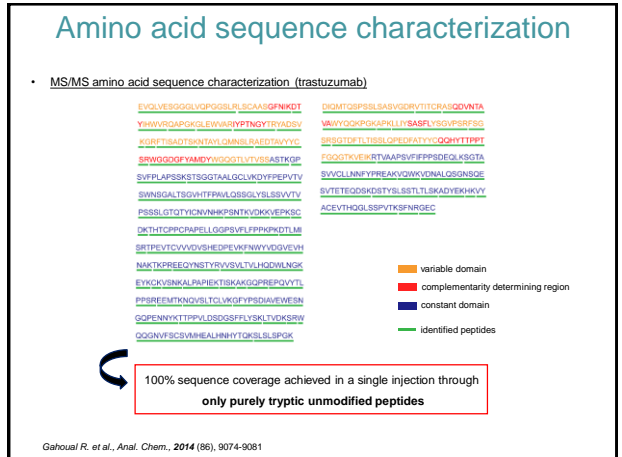 Amino acid sequence characterization
• MS/MS amino acid sequence characterization (trastuzumab)
EVQLVESGGGLVQPGGSLRLSCAASGFNIKDT
YIHWVRQAPGKGLEWVARIYPTNGYTRYADSV
KGRFTISADTSKNTAYLQMNSLRAEDTAVYYC
SRWGGDGFYAMDYWGQGTLVTVSSASTKGP
SVFPLAPSSKSTSGGTAALGCLVKDYFPEPVTV
SWNSGALTSGVHTFPAVLQSSGLYSLSSVVTV
PSSSLGTQTYICNVNHKPSNTKVDKKVEPKSC
DKTHTCPPCPAPELLGGPSVFLFPPKPKDTLMI
SRTPEVTCVVVDVSHEDPEVKFNWYVDGVEVH
NAKTKPREEQYNSTYRVVSVLTVLHQDWLNGK
EYKCKVSNKALPAPIEKTISKAKGQPREPQVYTL
PPSREEMTKNQVSLTCLVKGFYPSDIAVEWESN
GQPENNYKTTPPVLDSDGSFFLYSKLTVDKSRW
QQGNVFSCSVMHEALHNHYTQKSLSLSPGK
DIQMTQSPSSLSASVGDRVTITCRASQDVNTA
VAWYQQKPGKAPKLLIYSASFLYSGVPSRFSG
SRSGTDFTLTISSLQPEDFATYYCQQHYTTPPT
FGQGTKVEIKRTVAAPSVFIFPPSDEQLKSGTA
SVVCLLNNFYPREAKVQWKVDNALQSGNSQE
SVTETEQDSKDSTYSLSSTLTLSKADYEKHKVY
ACEVTHQGLSSPVTKSFNRGEC
variable domain
complementarity determining region
constant domain
identified peptides
100% sequence coverage achieved in a single injection through
only purely tryptic unmodified peptides
Gahoual R. et al., Anal. Chem., 2014 (86), 9074-9081